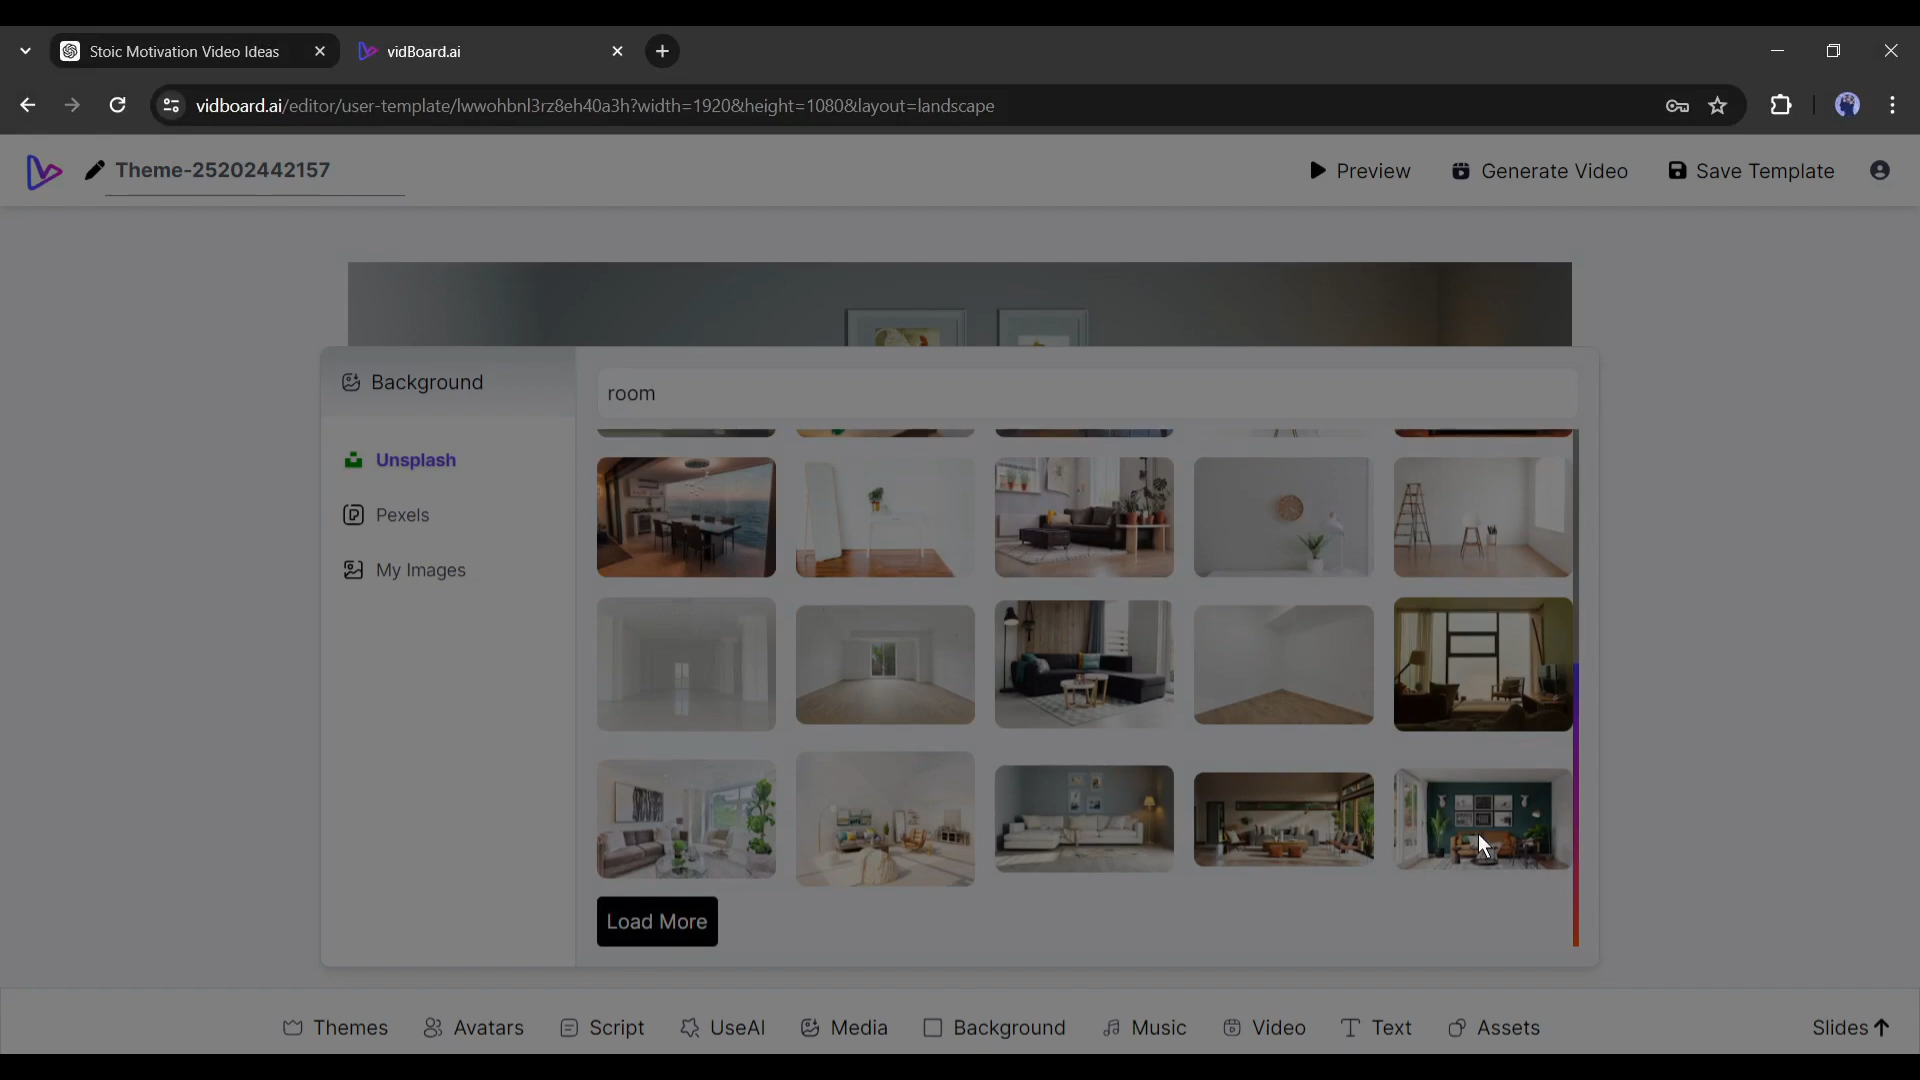 Stoic Motivation Video Ideas
vidBoard.ai
vidboard.ai/editor/user-template/lwwohbnl3rz8eh40a3h?width=1920&height=1080&layout=landscape
Theme-25202442157
Preview
Generate Video
Save Template
Background
room
Unsplash
Pexels
My Images
Load More
Themes
Avatars
Script
UseAI
Media
Background
Music
Video
Text
Assets
Slides